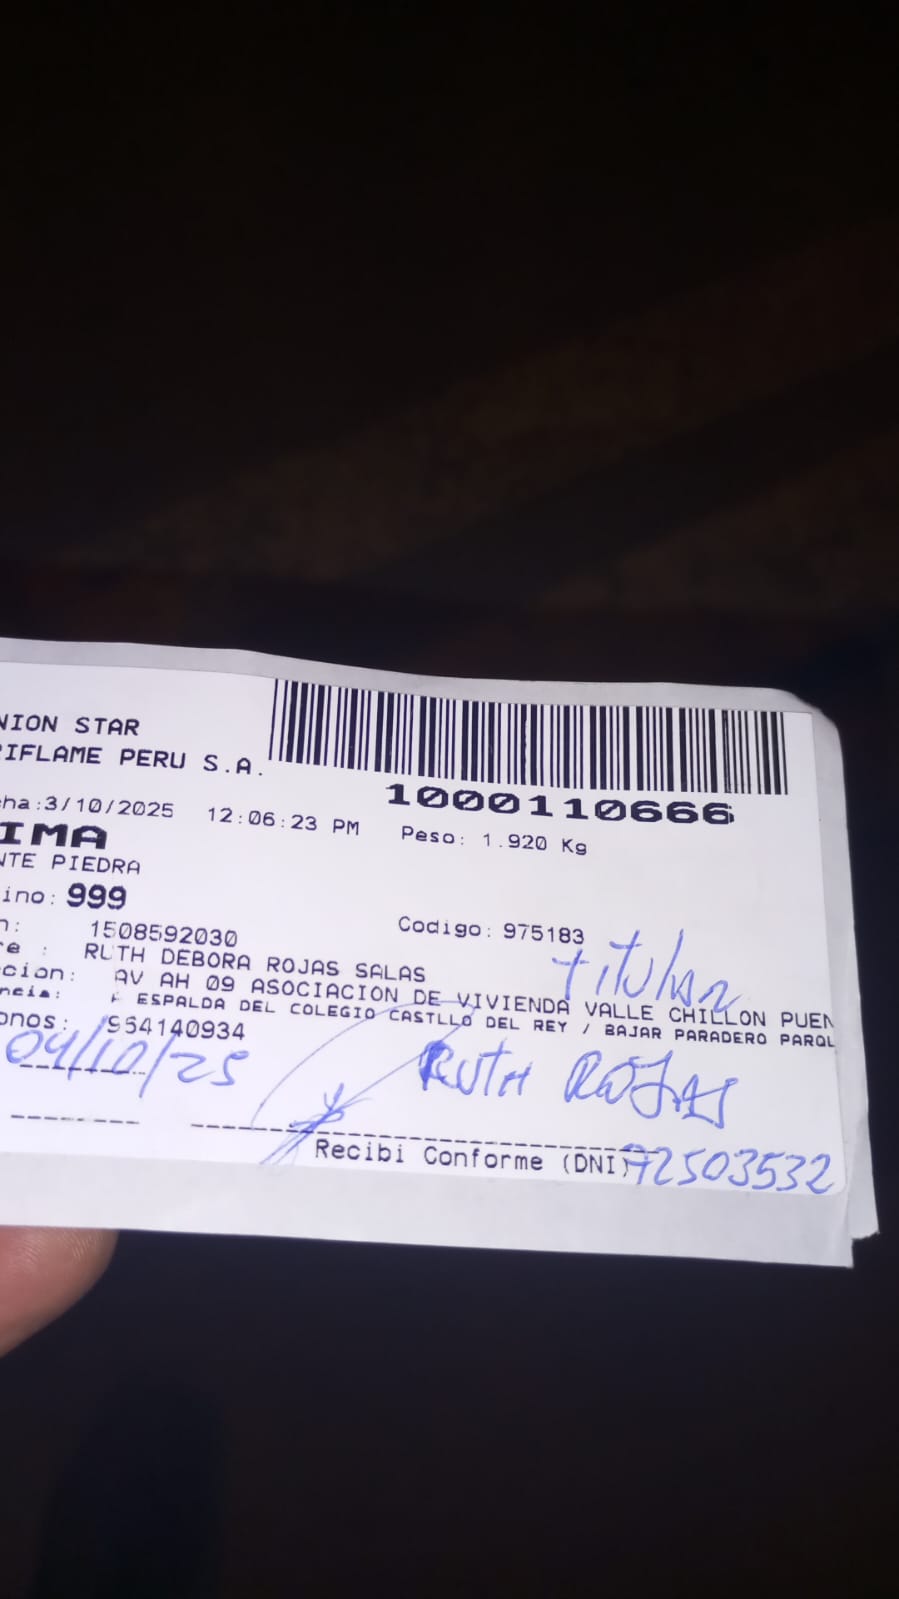 NION STAR
RIFLAME PERU S.A.
1000110666
ha:3/10/2025 12:06:23 PM
Peso: 1.920 Kg
IMA
NTE PIEDRA
ino: 999
n: 1508592030
Codigo: 975183
e : RUTH DEBORA ROJAS SALAS
titular
cion: AV AH 09 ASOCIACION DE VIVIENDA VALLE CHILLON PUEN
ncia: ESPALDA DEL COLEGIO CASTLLO DEL REY / BAJAR PARADERO PARQU
onos: 964140934
04/10/25
RUTH ROJAS
Recibi Conforme (DNI) 72503532